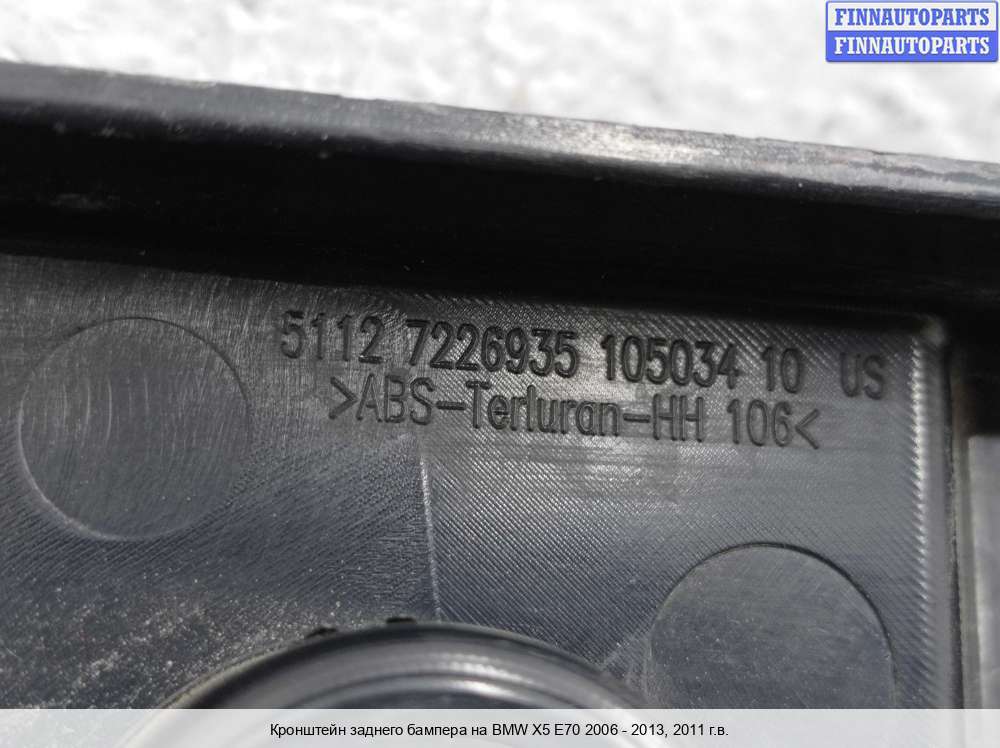 FINNAUTOPARTS
FINNAUTOPARTS
5112 7226935 105034 10 US
>ABS-Terluran-HH 106<
Кронштейн заднего бампера на BMW X5 E70 2006 - 2013, 2011 г.в.